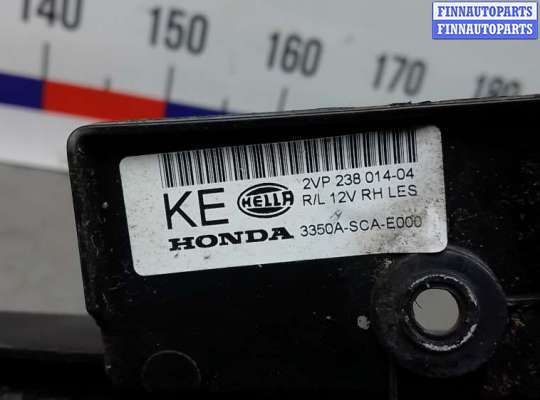 FINNAUTOPARTS
FINNAUTOPARTS
140
150
160
170
180
2VP 238 014-04
KE HELLA R/L 12V RH LES
HONDA 3350A-SCA-E000